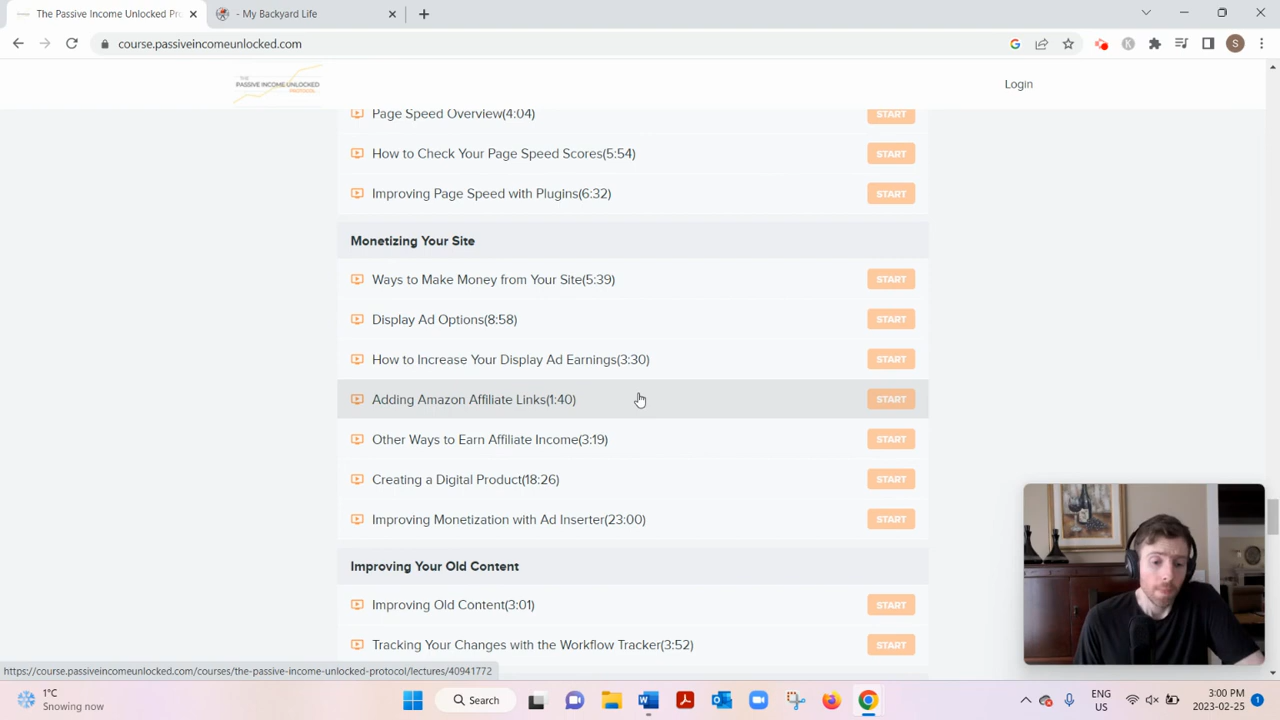 The Passive Income Unlocked Pr
- My Backyard Life
course.passiveincomeunlocked.com
S
THE
PASSIVE INCOME UNLOCKED
PROTOCOL
Login
Page Speed Overview(4:04)
START
How to Check Your Page Speed Scores(5:54)
START
Improving Page Speed with Plugins(6:32)
START
Monetizing Your Site
Ways to Make Money from Your Site(5:39)
START
Display Ad Options(8:58)
START
How to Increase Your Display Ad Earnings(3:30)
START
Adding Amazon Affiliate Links(1:40)
START
Other Ways to Earn Affiliate Income(3:19)
START
Creating a Digital Product(18:26)
START
Improving Monetization with Ad Inserter(23:00)
START
Improving Your Old Content
Improving Old Content(3:01)
START
Tracking Your Changes with the Workflow Tracker(3:52)
START
https://course.passiveincomeunlocked.com/courses/the-passive-income-unlocked-protocol/lectures/40941772
1°C
Snowing now
Search
ENG
US
3:00 PM
2023-02-25
1